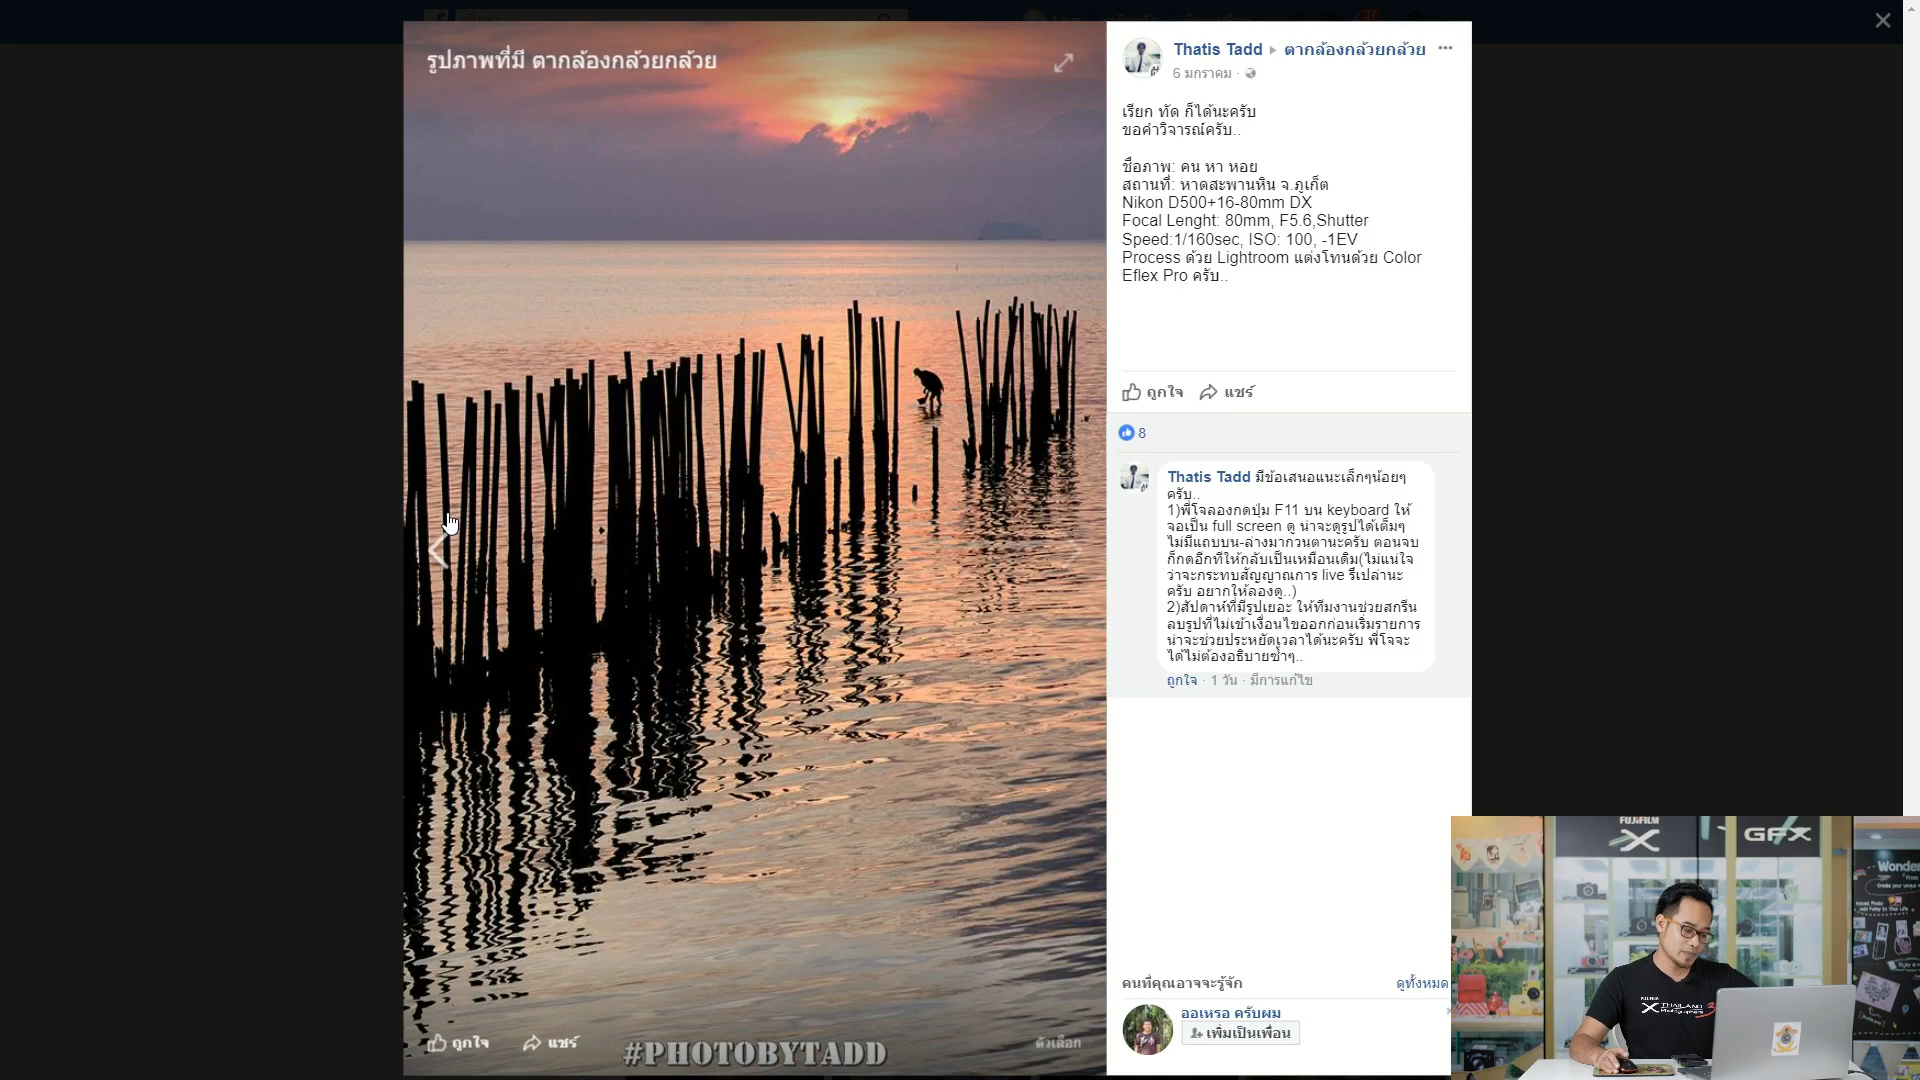 รูปภาพที่มี ตากล้องกล้วยกล้วย
Thatis Tadd ▸ ตากล้องกล้วยกล้วย
6 มกราคม ·
เรียก ทัด ก็ได้นะครับ
ขอคำวิจารณ์ครับ..
ชื่อภาพ: คน หา หอย
สถานที่: หาดสะพานหิน จ.ภูเก็ต
Nikon D500+16-80mm DX
Focal Lenght: 80mm, F5.6,Shutter
Speed:1/160sec, ISO: 100, -1EV
Process ด้วย Lightroom แต่งโทนด้วย Color
Eflex Pro ครับ..
ถูกใจ แชร์
8
Thatis Tadd มีข้อเสนอแนะเล็กๆน้อยๆ
ครับ..
1)พี่โจลองกดปุ่ม F11 บน keyboard ให้
จอเป็น full screen ดู น่าจะดูรูปได้เต็มๆ
ไม่มีแถบบน-ล่างมากวนตานะครับ ตอนจบ
ก็กดอีกทีให้กลับเป็นเหมือนเดิม(ไม่แน่ใจ
ว่าจะกระทบสัญญาณการ live รึเปล่านะ
ครับ อยากให้ลองดู..)
2)สัปดาห์ที่มีรูปเยอะ ให้ทีมงานช่วยสกรีน
ลบรูปที่ไม่เข้าเงื่อนไขออกก่อนเริ่มรายการ
น่าจะช่วยประหยัดเวลาได้นะครับ พี่โจจะ
ได้ไม่ต้องอธิบายซ้ำๆ..
ถูกใจ · 1 วัน · มีการแก้ไข
คนที่คุณอาจจะรู้จัก ดูทั้งหมด
ออเหรอ ครับผม
เพิ่มเป็นเพื่อน
ถูกใจ แชร์ ตัวเลือก
#PHOTOBYTADD
FUJIFILM
X
GFX
Wonder
X THAILAND
Photographers